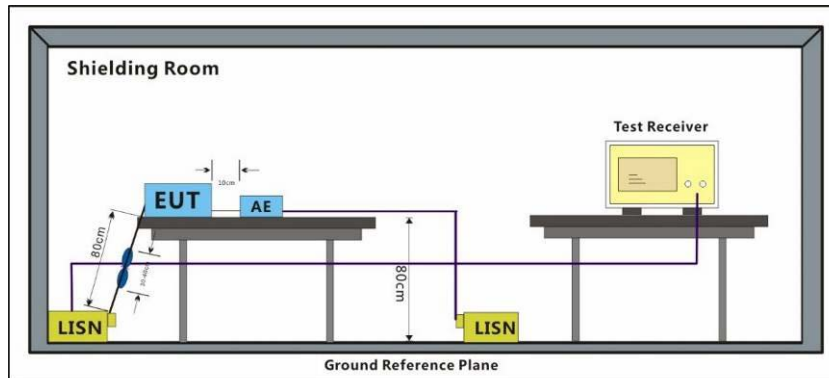 Shielding Room
Test Receiver
10cm
EUT
AE
80cm
80cm
LISN
LISN
Ground Reference Plane